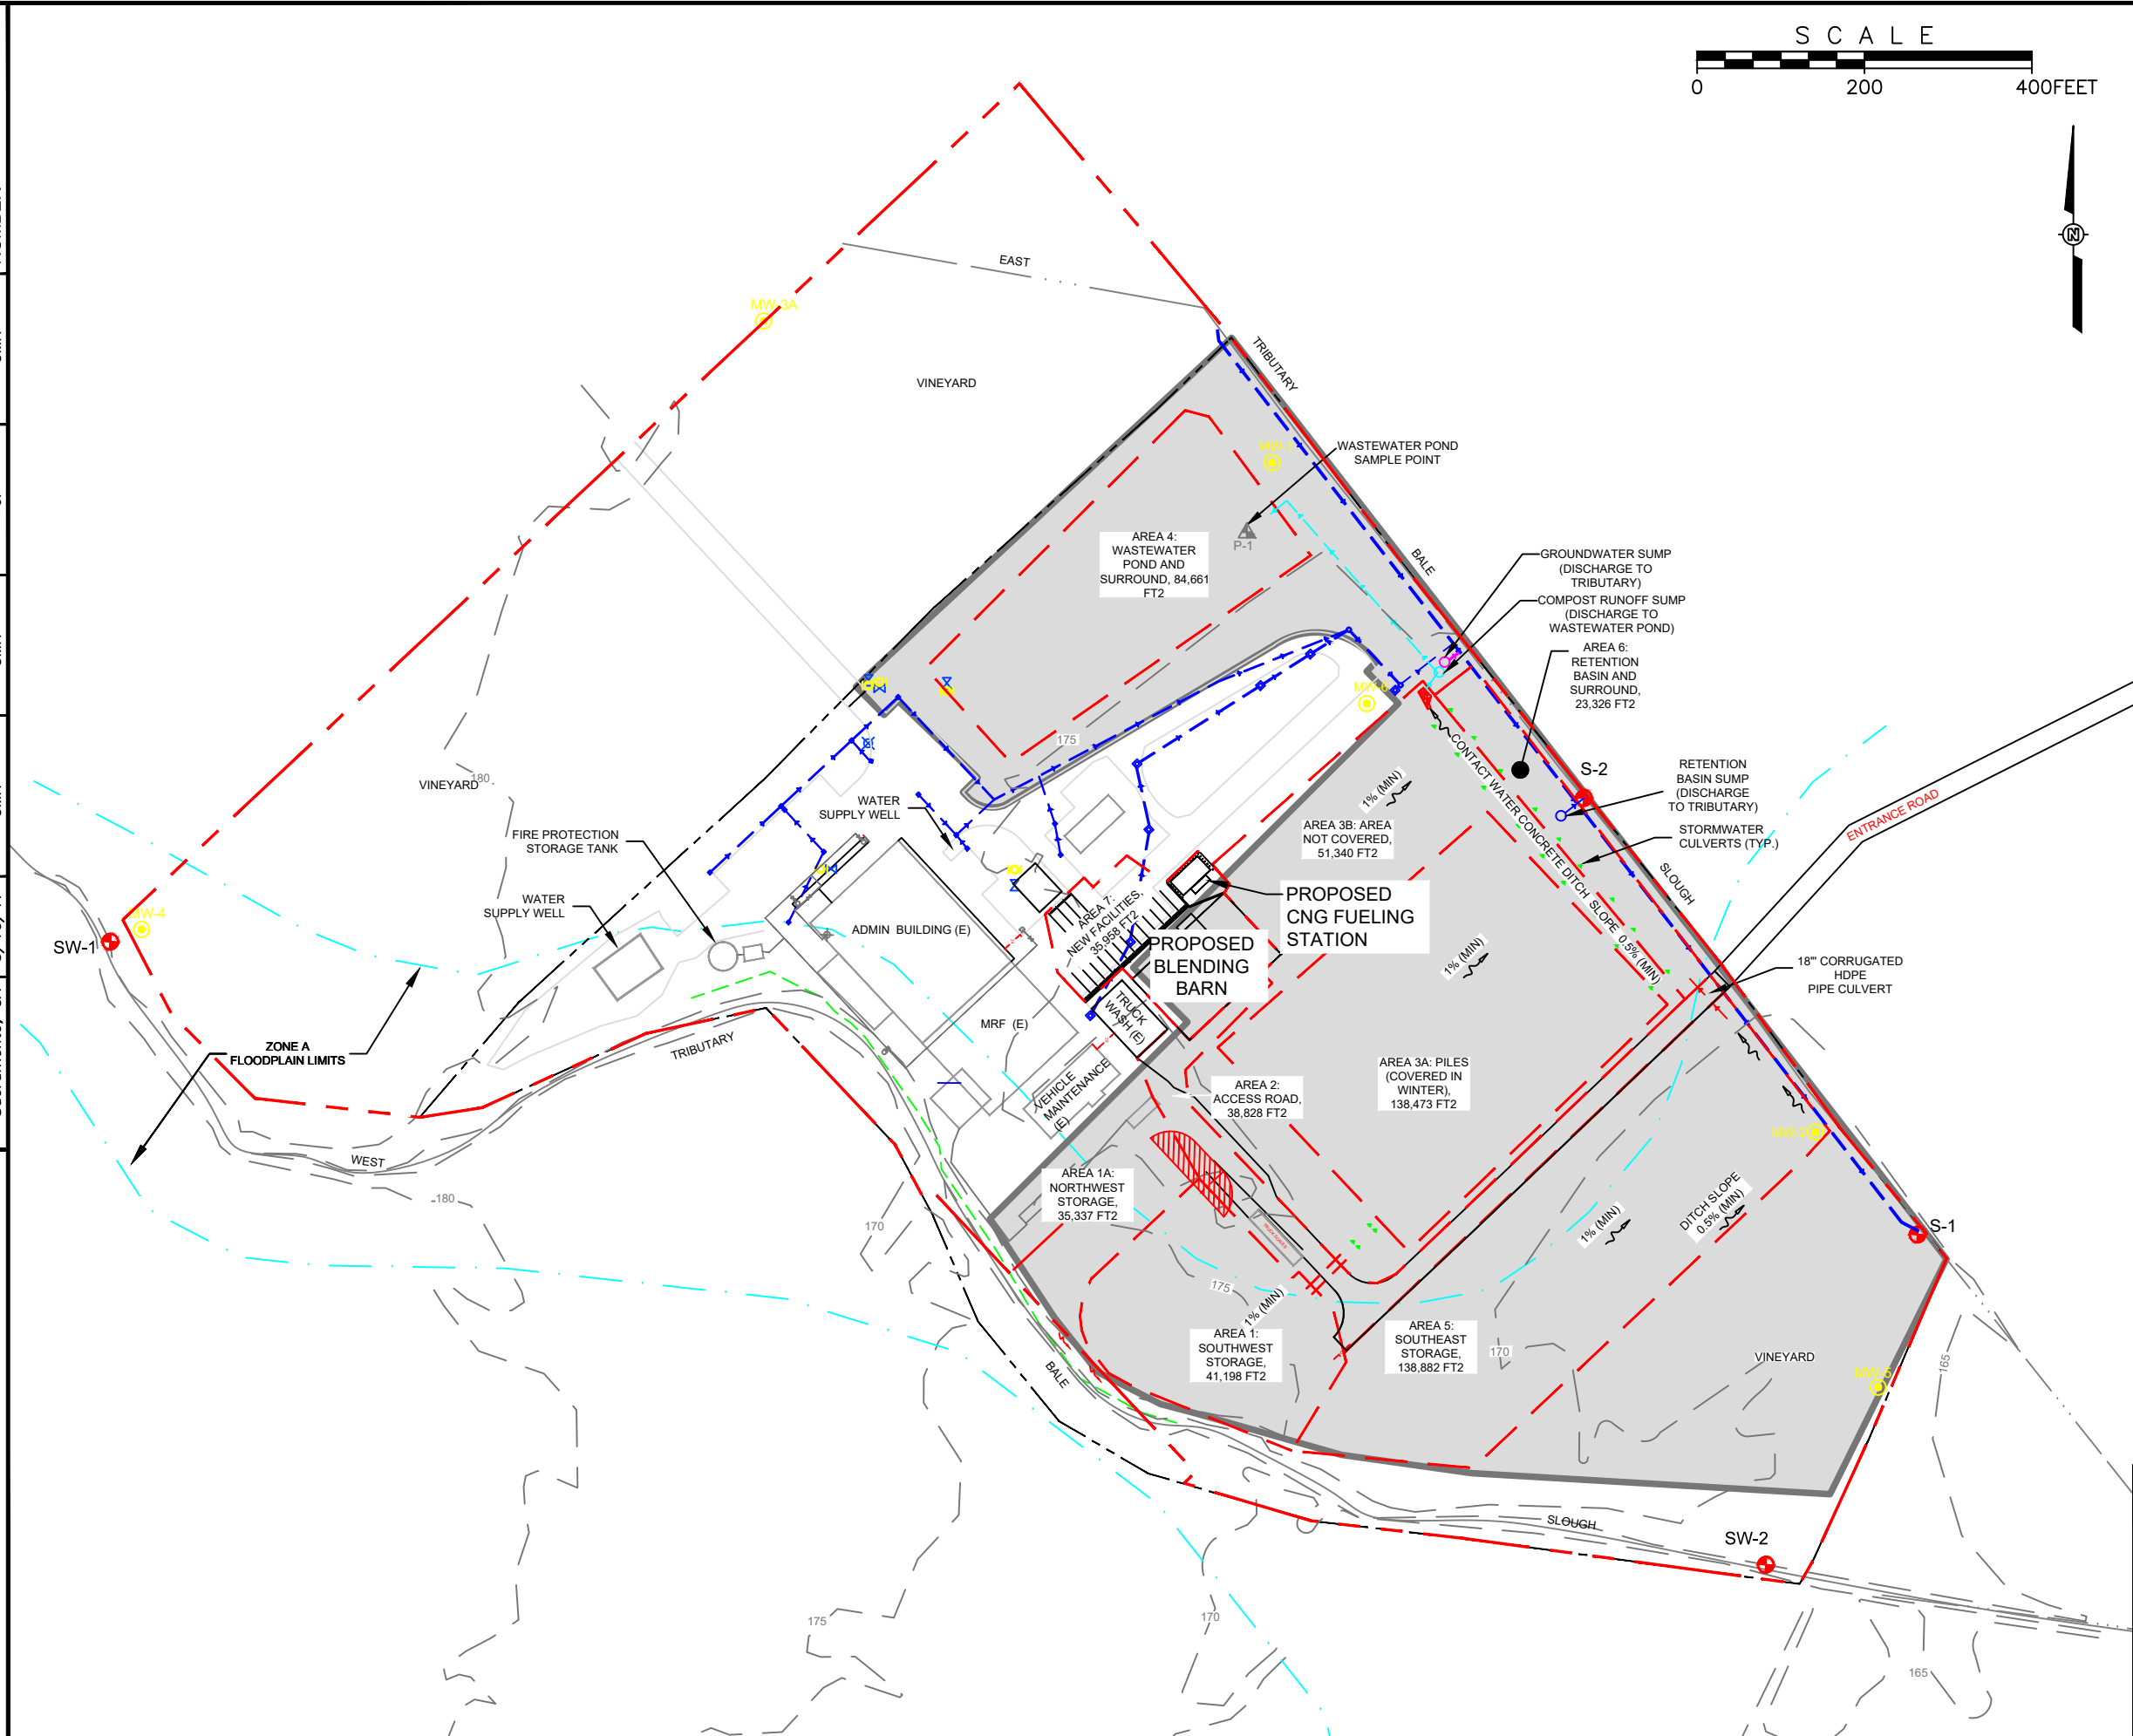 S C A L E
0 200 400FEET
N
EAST
MW-3A
VINEYARD
TRIBUTARY
WASTEWATER POND
SAMPLE POINT
P-1
AREA 4:
WASTEWATER
POND AND
SURROUND, 84,661
FT2
BALE
GROUNDWATER SUMP
(DISCHARGE TO
TRIBUTARY)
COMPOST RUNOFF SUMP
(DISCHARGE TO
WASTEWATER POND)
AREA 6:
RETENTION
BASIN AND
SURROUND,
23,326 FT2
175
S-2
RETENTION
BASIN SUMP
(DISCHARGE
TO TRIBUTARY)
STORMWATER
CULVERTS (TYP.)
ENTRANCE ROAD
CONTACT WATER CONCRETE DITCH SLOPE 0.5% (MIN)
1% (MIN)
AREA 3B: AREA
NOT COVERED,
51,340 FT2
SLOUGH
VINEYARD
180
WATER
SUPPLY WELL
FIRE PROTECTION
STORAGE TANK
WATER
SUPPLY WELL
MW-4
SW-1
ADMIN BUILDING (E)
AREA 7:
NEW FACILITIES,
35,958 FT2
PROPOSED
CNG FUELING
STATION
PROPOSED
BLENDING
BARN
1% (MIN)
18" CORRUGATED
HDPE
PIPE CULVERT
TRUCK
WASH (E)
MRF (E)
ZONE A
FLOODPLAIN LIMITS
TRIBUTARY
VEHICLE
MAINTENANCE
(E)
AREA 2:
ACCESS ROAD,
38,828 FT2
AREA 3A: PILES
(COVERED IN
WINTER),
138,473 FT2
MW-2
WEST
180
AREA 1A:
NORTHWEST
STORAGE,
35,337 FT2
170
DITCH SLOPE
0.5% (MIN)
1% (MIN)
S-1
175
1% (MIN)
AREA 1:
SOUTHWEST
STORAGE,
41,198 FT2
AREA 5:
SOUTHEAST
STORAGE,
138,882 FT2
170
VINEYARD
165
BALE
SLOUGH
SW-2
175
170
165